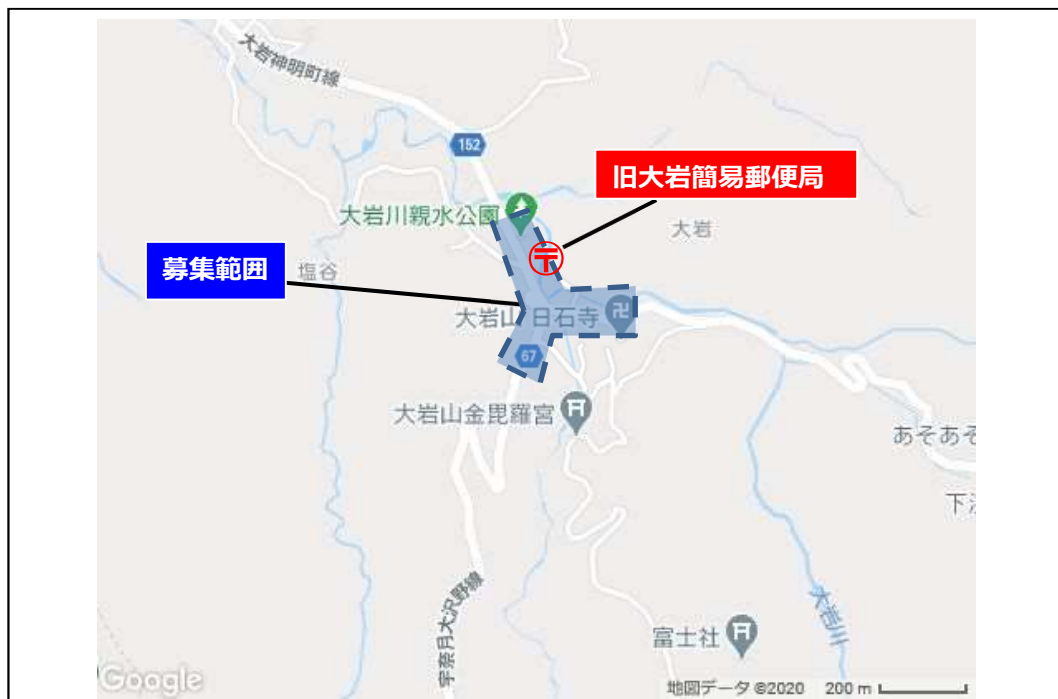 大岩神明町線
152
旧大岩簡易郵便局
大岩川親水公園
大岩
募集範囲
塩谷
〒
大岩山 日石寺
67
大岩山金毘羅宮
あそあそ
宇奈月大沢野線
大岩川
富士社
Google
地図データ ©2020 200 m